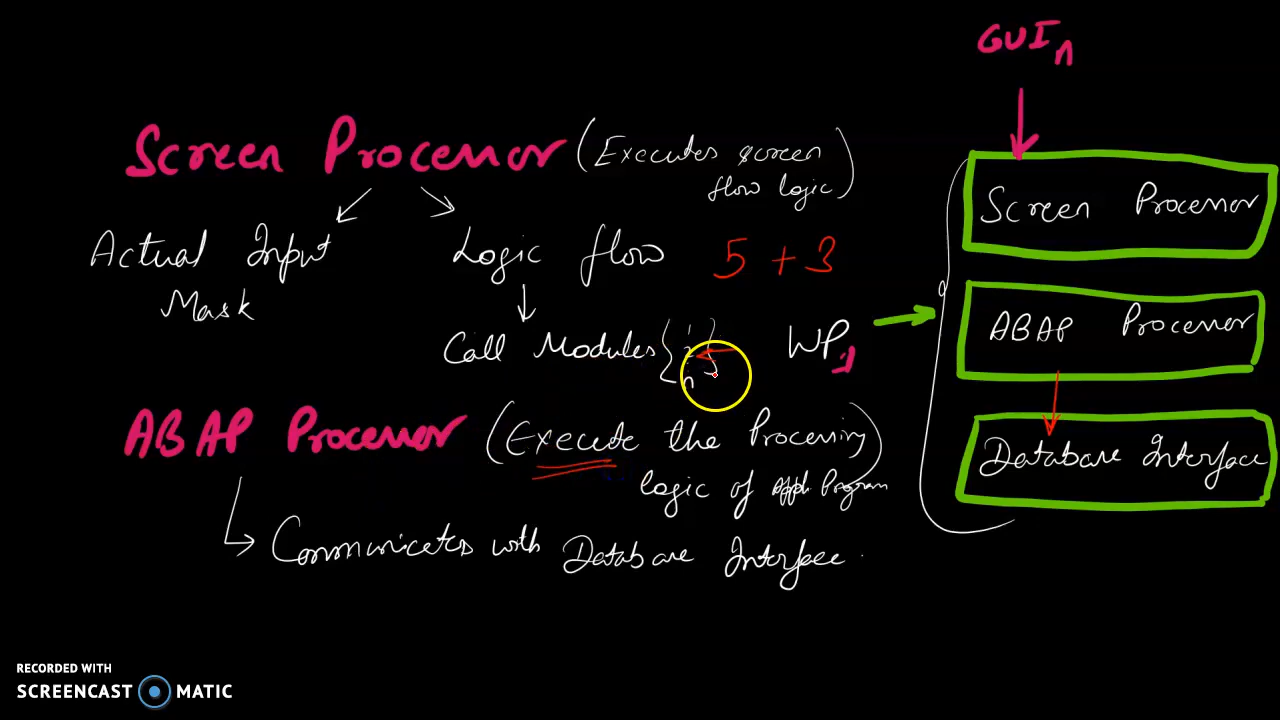 GUIn
Screen Processor (Executes screen
flow logic)
Screen Processor
Actual Input
Mask
Logic flow 5 + 3
Call Modules { } WP1
ABAP Processor
ABAP Processor (Execute the Processing
logic of Appl Program
Database Interface
Communicates with Database Interface.
RECORDED WITH
SCREENCAST MATIC